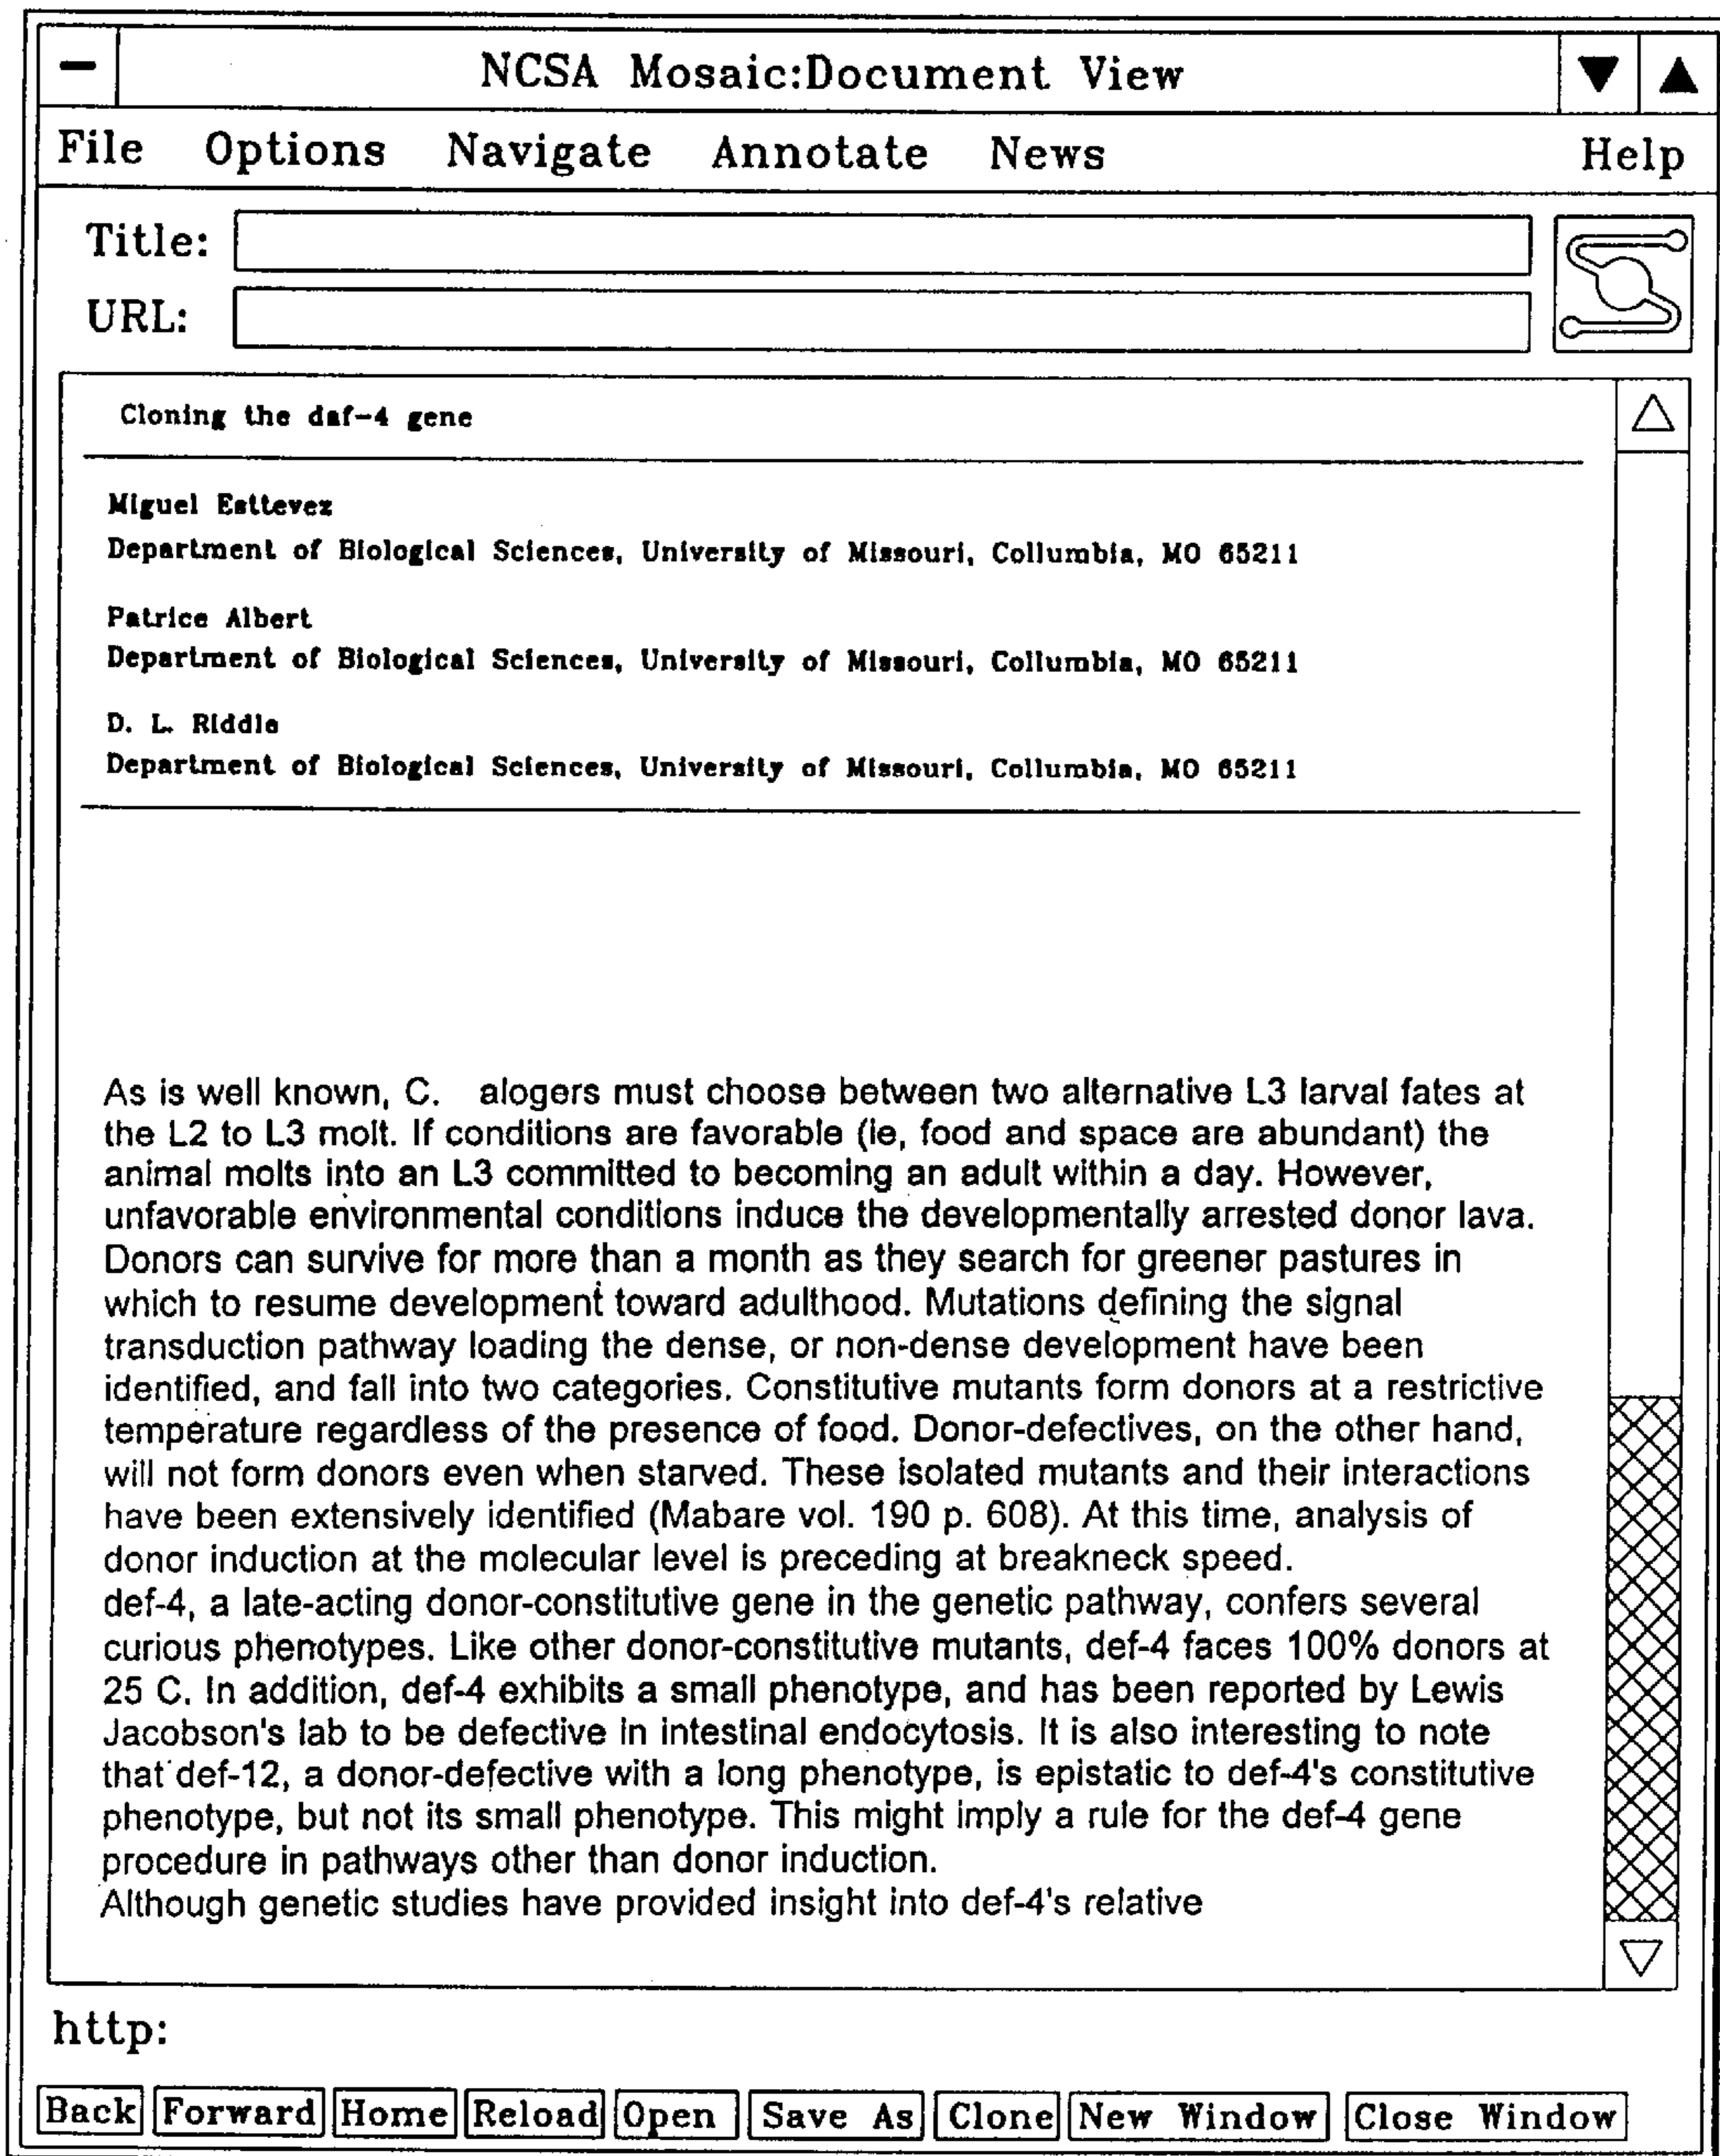 NCSA Mosaic:Document View
File Options Navigate Annotate News Help
Title:
URL:
Cloning the daf-4 gene
Miguel Esttevez
Department of Biological Sciences, University of Missouri, Collumbia, MO 65211
Patrice Albert
Department of Biological Sciences, University of Missouri, Collumbia, MO 65211
D. L. Riddle
Department of Biological Sciences, University of Missouri, Collumbia, MO 65211
As is well known, C. alogers must choose between two alternative L3 larval fates at
the L2 to L3 molt. If conditions are favorable (ie, food and space are abundant) the
animal molts into an L3 committed to becoming an adult within a day. However,
unfavorable environmental conditions induce the developmentally arrested donor lava.
Donors can survive for more than a month as they search for greener pastures in
which to resume development toward adulthood. Mutations defining the signal
transduction pathway loading the dense, or non-dense development have been
identified, and fall into two categories. Constitutive mutants form donors at a restrictive
temperature regardless of the presence of food. Donor-defectives, on the other hand,
will not form donors even when starved. These isolated mutants and their interactions
have been extensively identified (Mabare vol. 190 p. 608). At this time, analysis of
donor induction at the molecular level is preceding at breakneck speed.
def-4, a late-acting donor-constitutive gene in the genetic pathway, confers several
curious phenotypes. Like other donor-constitutive mutants, def-4 faces 100% donors at
25 C. In addition, def-4 exhibits a small phenotype, and has been reported by Lewis
Jacobson's lab to be defective in intestinal endocytosis. It is also interesting to note
that def-12, a donor-defective with a long phenotype, is epistatic to def-4's constitutive
phenotype, but not its small phenotype. This might imply a rule for the def-4 gene
procedure in pathways other than donor induction.
Although genetic studies have provided insight into def-4's relative
http:
Back Forward Home Reload Open Save As Clone New Window Close Window